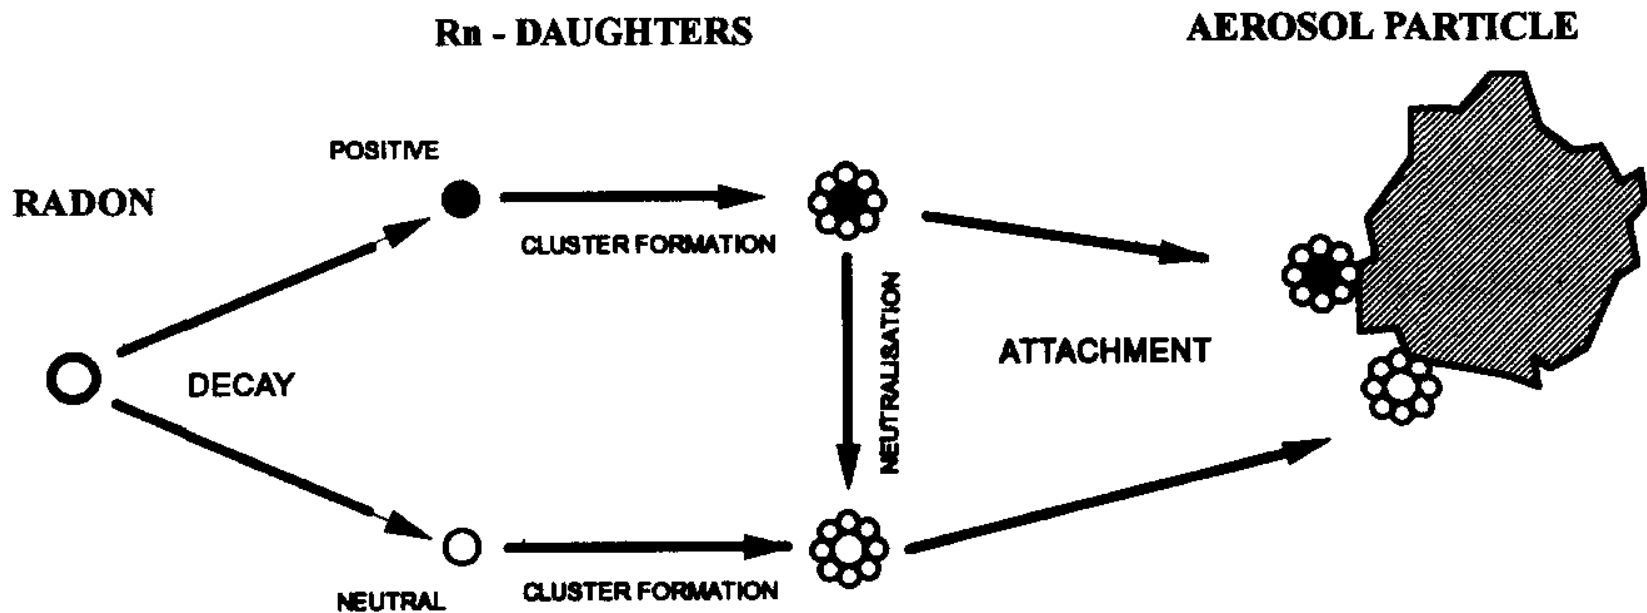 Rn - DAUGHTERS
AEROSOL PARTICLE
POSITIVE
RADON
CLUSTER FORMATION
DECAY
NEUTRALISATION
ATTACHMENT
NEUTRAL
CLUSTER FORMATION